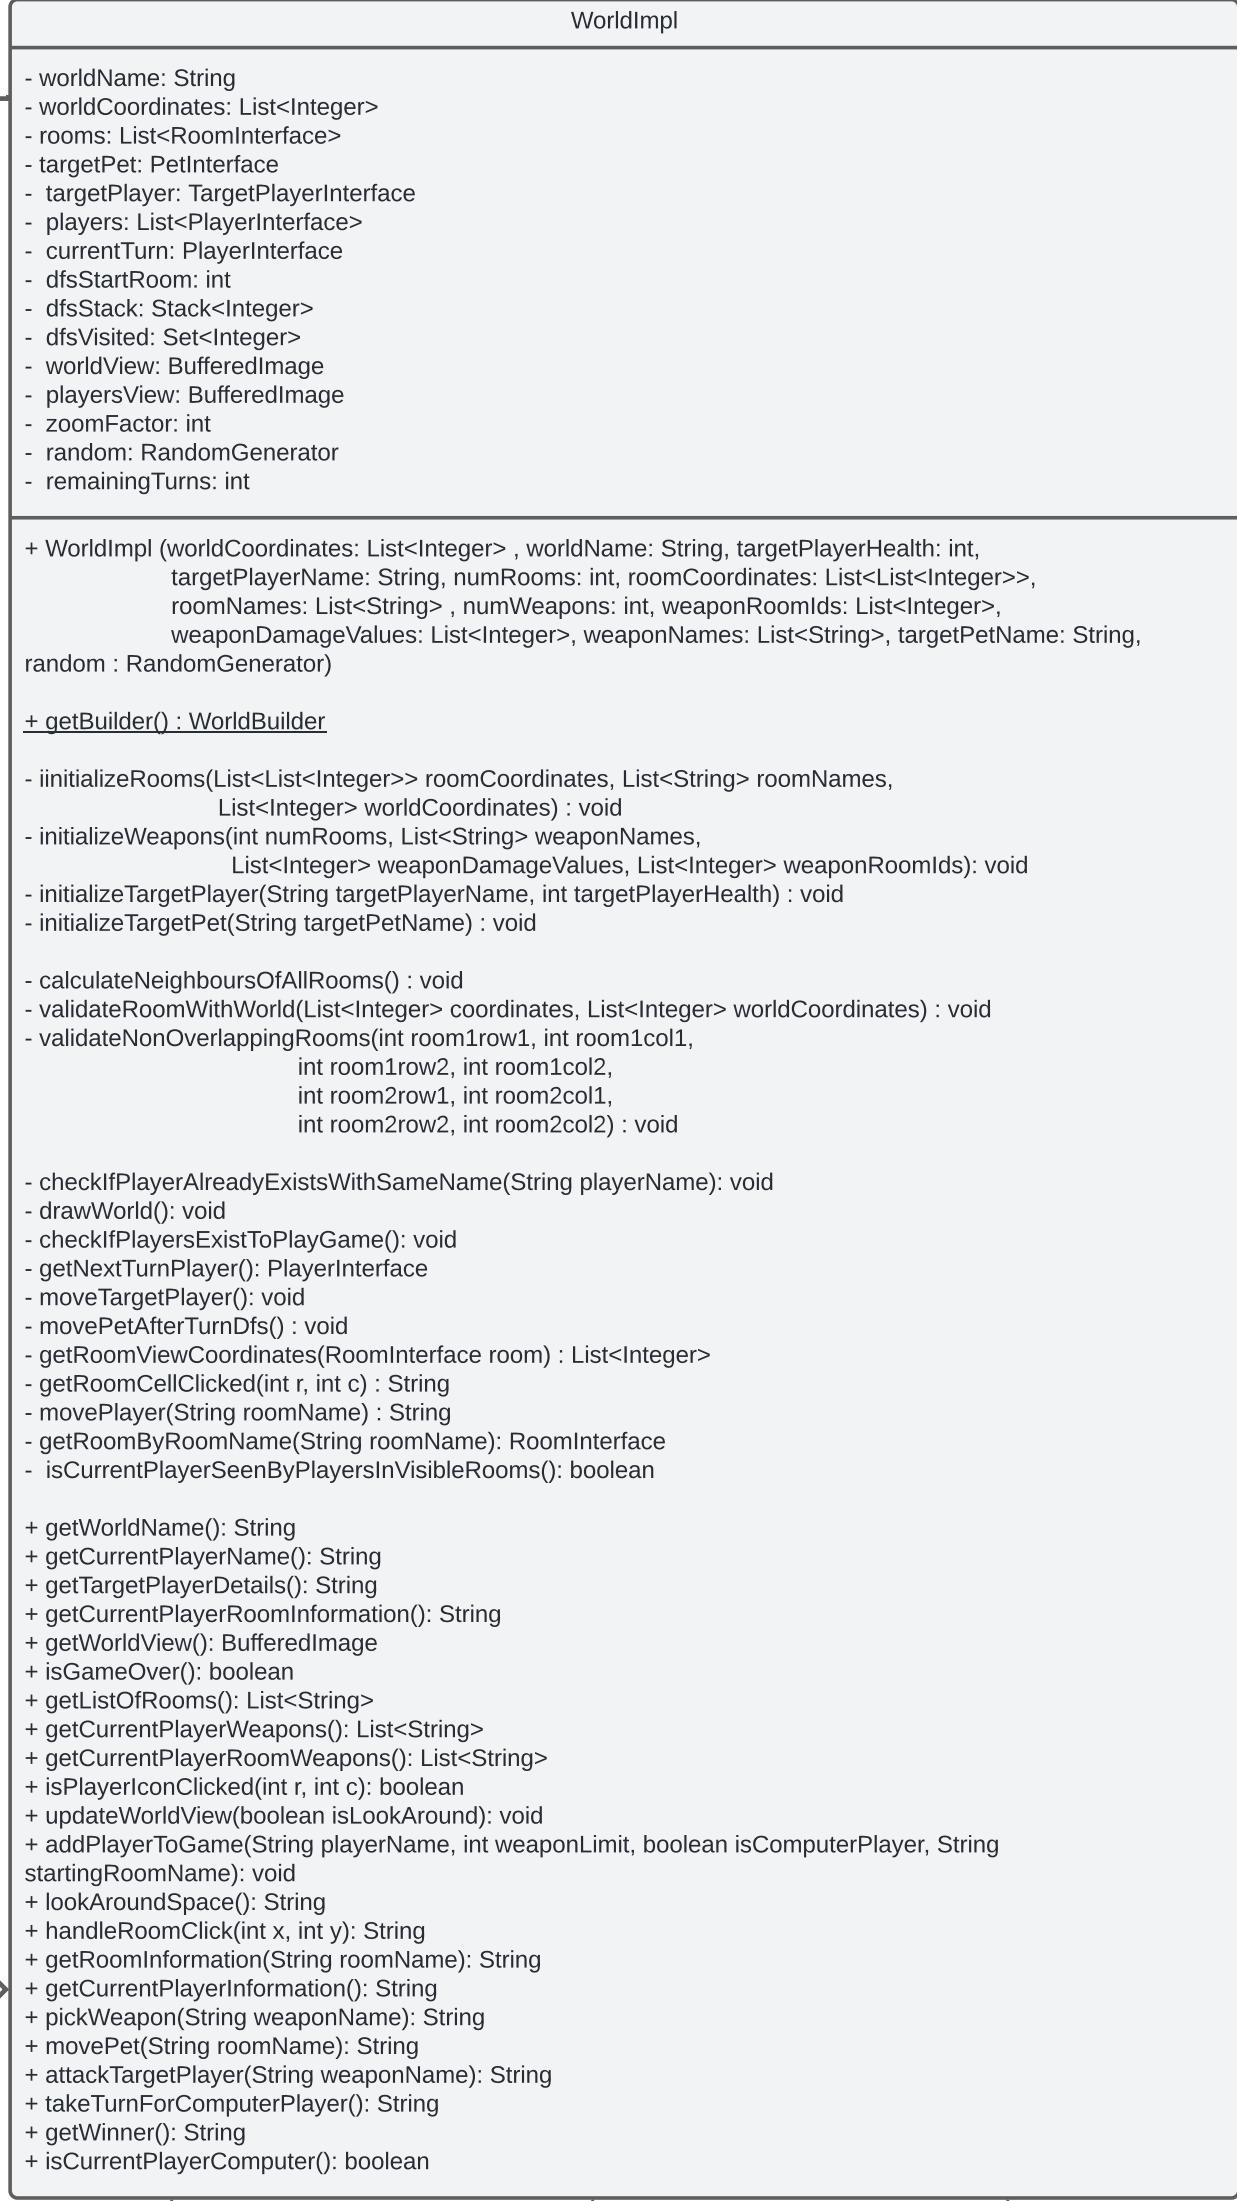 WorldImpl
- worldName: String
- worldCoordinates: List<Integer>
- rooms: List<RoomInterface>
- targetPet: PetInterface
- targetPlayer: TargetPlayerInterface
- players: List<PlayerInterface>
- currentTurn: PlayerInterface
- dfsStartRoom: int
- dfsStack: Stack<Integer>
- dfsVisited: Set<Integer>
- worldView: BufferedImage
- playersView: BufferedImage
- zoomFactor: int
- random: RandomGenerator
- remainingTurns: int
+ WorldImpl (worldCoordinates: List<Integer> , worldName: String, targetPlayerHealth: int,
targetPlayerName: String, numRooms: int, roomCoordinates: List<List<Integer>>,
roomNames: List<String> , numWeapons: int, weaponRoomIds: List<Integer>,
weaponDamageValues: List<Integer>, weaponNames: List<String>, targetPetName: String,
random : RandomGenerator)
+ getBuilder() : WorldBuilder
- iinitializeRooms(List<List<Integer>> roomCoordinates, List<String> roomNames,
List<Integer> worldCoordinates) : void
- initializeWeapons(int numRooms, List<String> weaponNames,
List<Integer> weaponDamageValues, List<Integer> weaponRoomIds): void
- initializeTargetPlayer(String targetPlayerName, int targetPlayerHealth) : void
- initializeTargetPet(String targetPetName) : void
- calculateNeighboursOfAllRooms() : void
- validateRoomWithWorld(List<Integer> coordinates, List<Integer> worldCoordinates) : void
- validateNonOverlappingRooms(int room1row1, int room1col1,
int room1row2, int room1col2,
int room2row1, int room2col1,
int room2row2, int room2col2) : void
- checkIfPlayerAlreadyExistsWithSameName(String playerName): void
- drawWorld(): void
- checkIfPlayersExistToPlayGame(): void
- getNextTurnPlayer(): PlayerInterface
- moveTargetPlayer(): void
- movePetAfterTurnDfs() : void
- getRoomViewCoordinates(RoomInterface room) : List<Integer>
- getRoomCellClicked(int r, int c) : String
- movePlayer(String roomName) : String
- getRoomByRoomName(String roomName): RoomInterface
- isCurrentPlayerSeenByPlayersInVisibleRooms(): boolean
+ getWorldName(): String
+ getCurrentPlayerName(): String
+ getTargetPlayerDetails(): String
+ getCurrentPlayerRoomInformation(): String
+ getWorldView(): BufferedImage
+ isGameOver(): boolean
+ getListOfRooms(): List<String>
+ getCurrentPlayerWeapons(): List<String>
+ getCurrentPlayerRoomWeapons(): List<String>
+ isPlayerIconClicked(int r, int c): boolean
+ updateWorldView(boolean isLookAround): void
+ addPlayerToGame(String playerName, int weaponLimit, boolean isComputerPlayer, String
startingRoomName): void
+ lookAroundSpace(): String
+ handleRoomClick(int x, int y): String
+ getRoomInformation(String roomName): String
+ getCurrentPlayerInformation(): String
+ pickWeapon(String weaponName): String
+ movePet(String roomName): String
+ attackTargetPlayer(String weaponName): String
+ takeTurnForComputerPlayer(): String
+ getWinner(): String
+ isCurrentPlayerComputer(): boolean